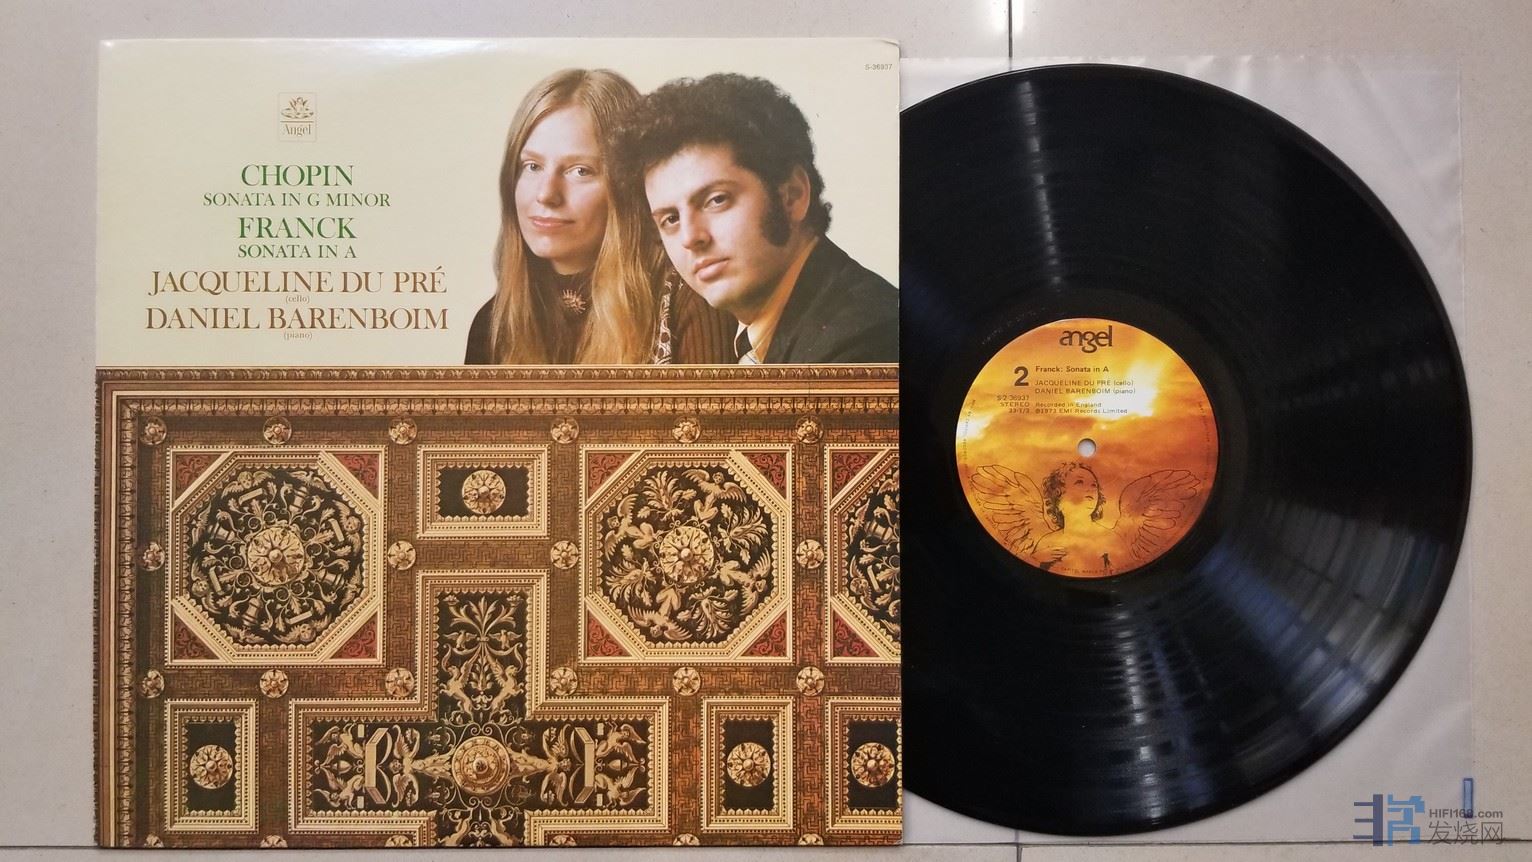 S-36937
Angel
CHOPIN
SONATA IN G MINOR
FRANCK
SONATA IN A
JACQUELINE DU PRÉ
(cello)
DANIEL BARENBOIM
(piano)
angel
2
Franck: Sonata in A
JACQUELINE DU PRÉ (cello)
DANIEL BARENBOIM (piano)
S-2-36937
STEREO
33-1/3
Recorded in England
℗1972 EMI Records Limited
HIFI168.com
发烧网